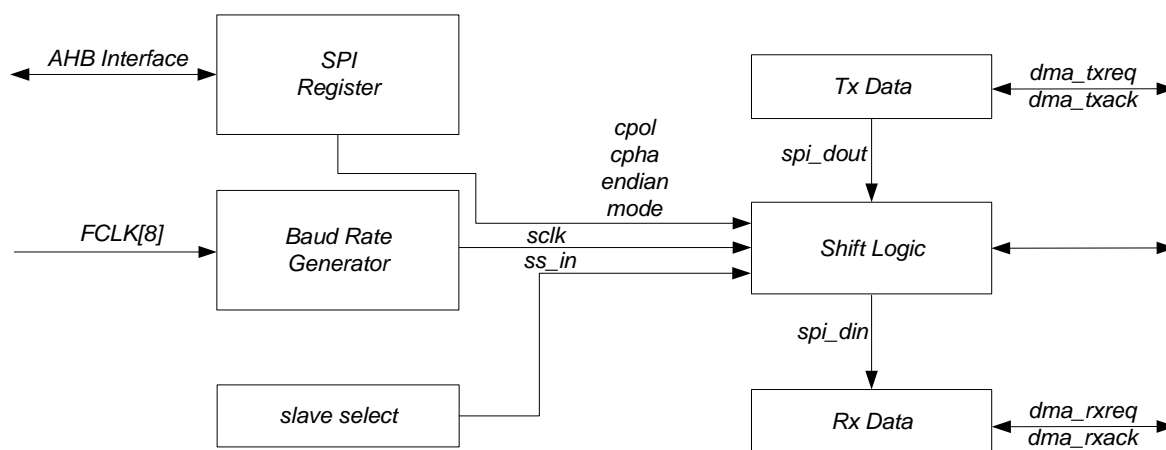 AHB Interface
SPI
Register
Tx Data
dma_txreq
dma_txack
cpol
cpha
endian
mode
spi_dout
FCLK[8]
Baud Rate
Generator
sclk
ss_in
Shift Logic
spi_din
slave select
Rx Data
dma_rxreq
dma_rxack